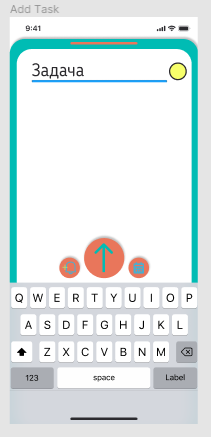 Add Task
9:41
Задача
Q W E R T Y U I O P
A S D F G H J K L
Z X C V B N M
123 space Label